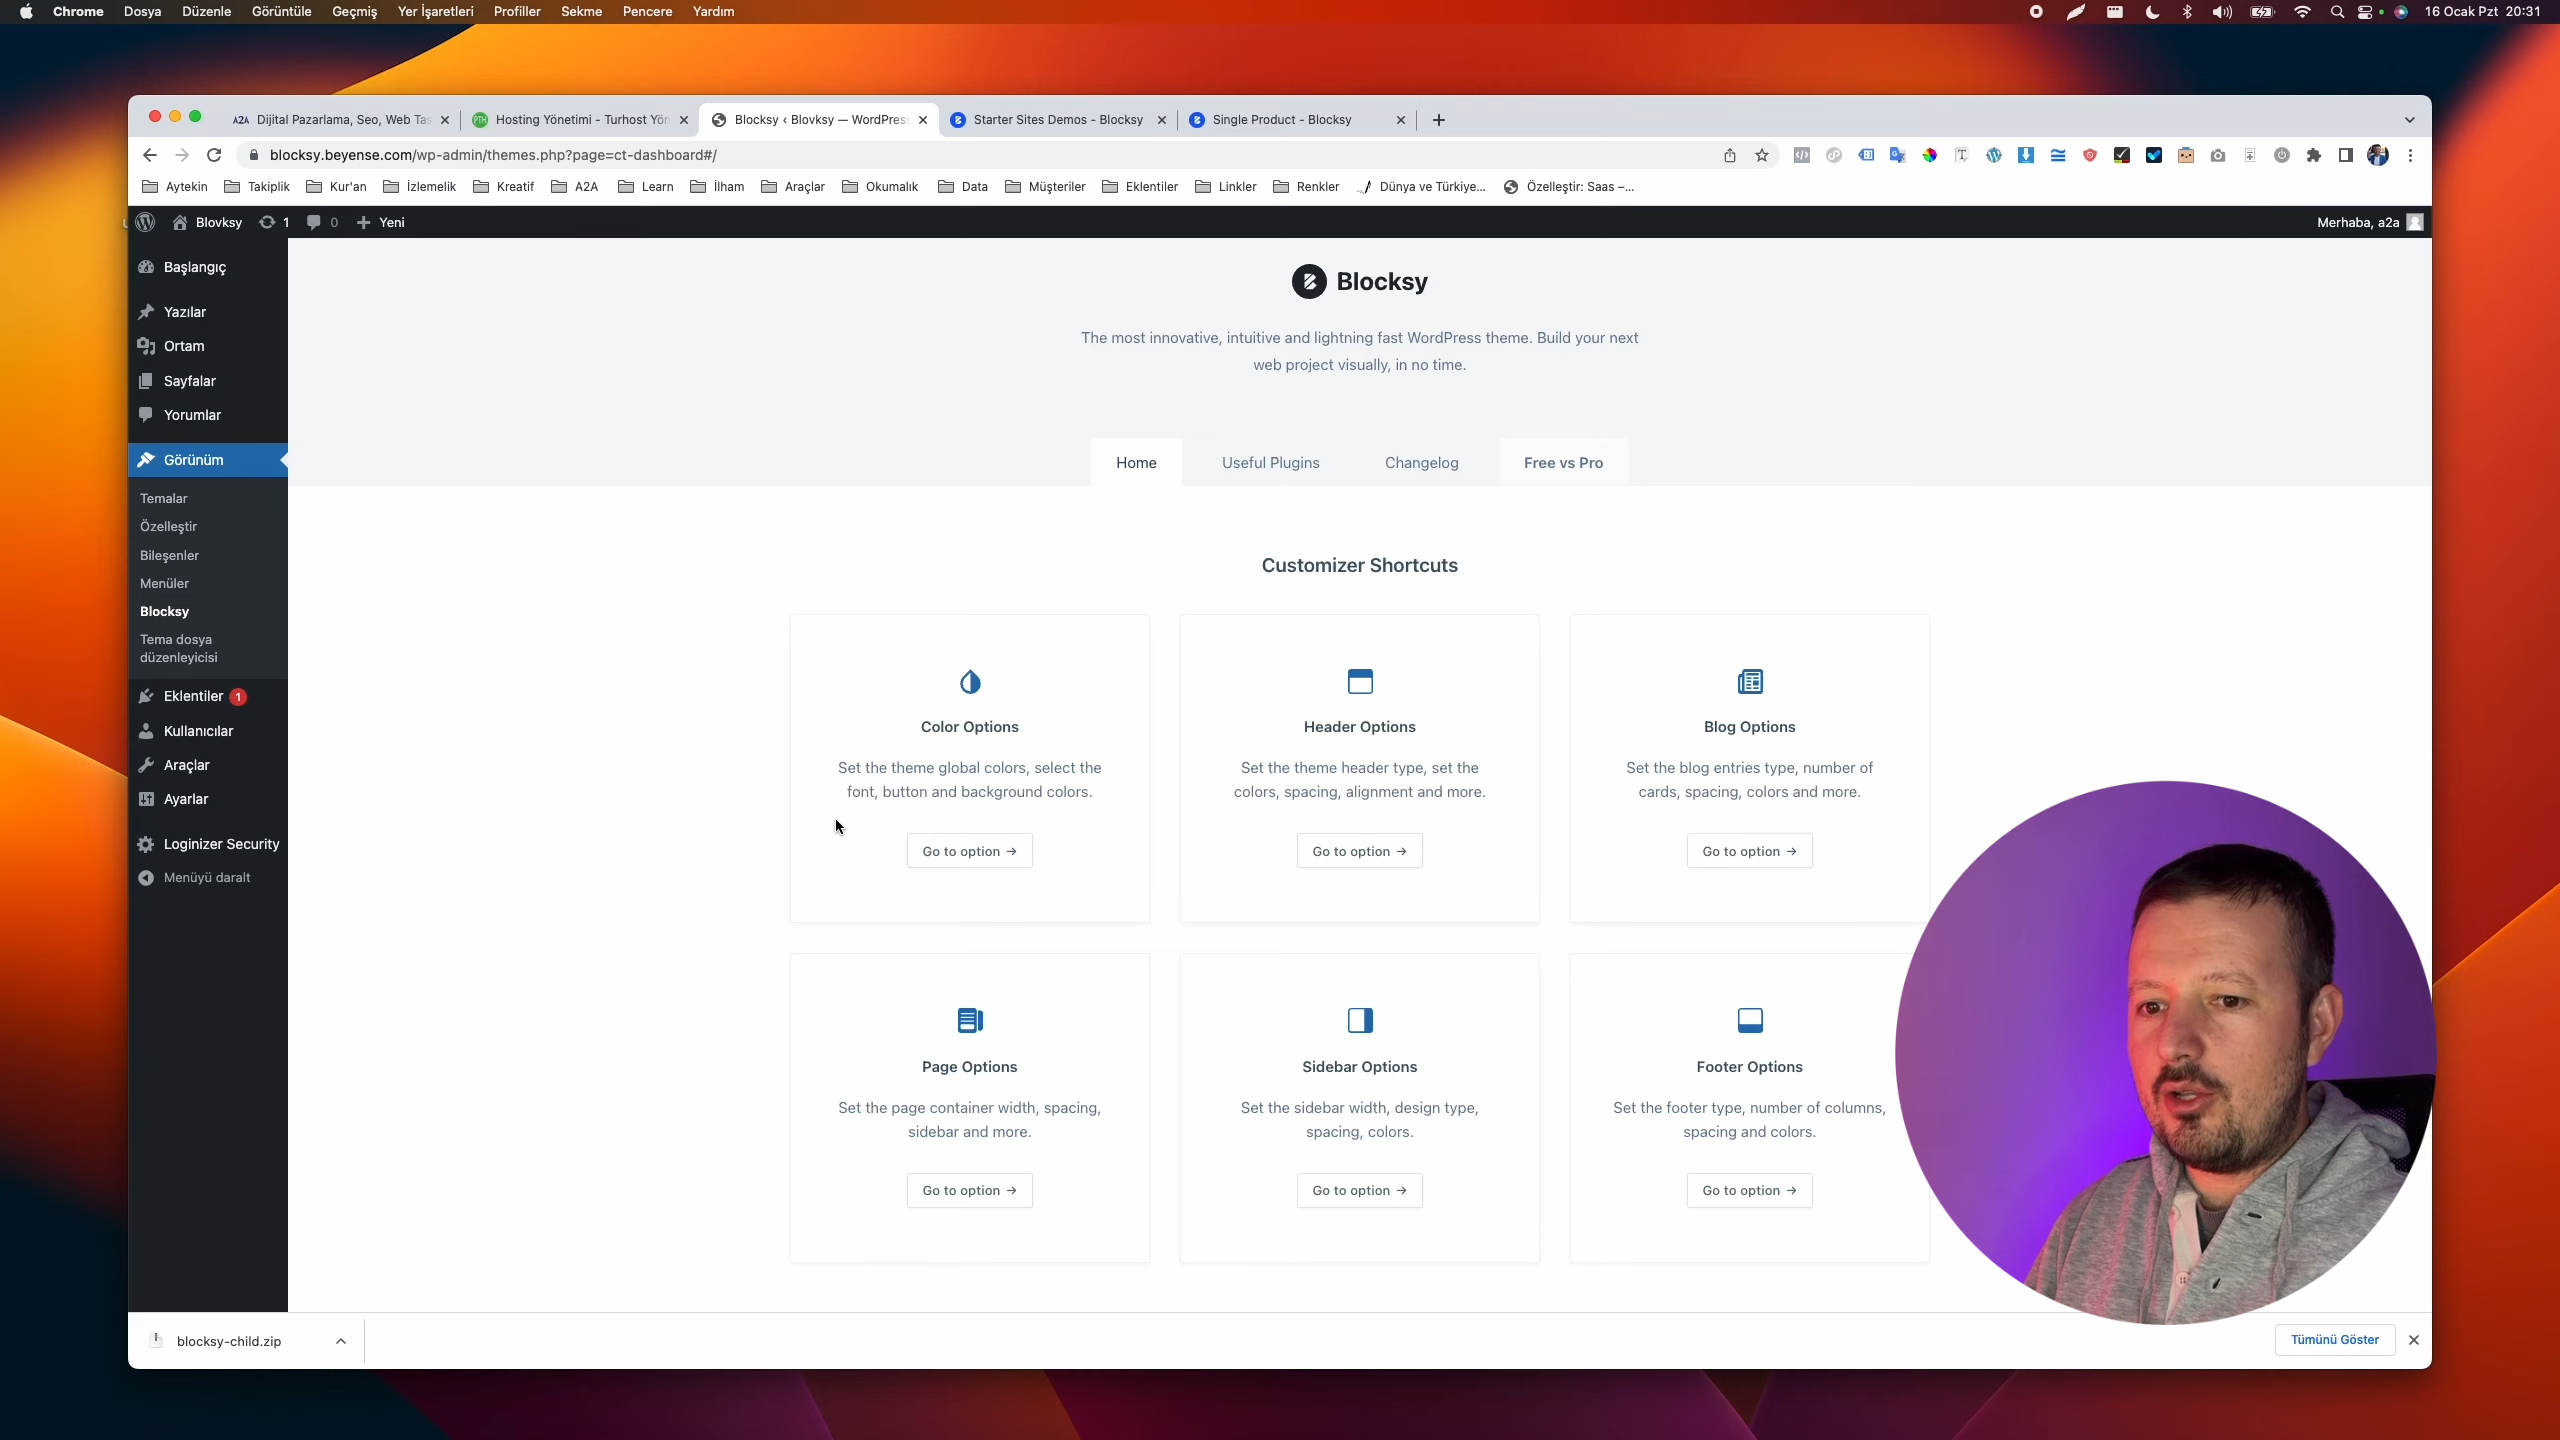 Chrome Dosya Düzenle Görüntüle Geçmiş Yer İşaretleri Profiller Sekme Pencere Yardım
16 Ocak Pzt 20:31
A2A Dijital Pazarlama, Seo, Web Tas
Hosting Yönetimi - Turhost Yön
Blocksy ‹ Blovksy — WordPress
Starter Sites Demos - Blocksy
Single Product - Blocksy
blocksy.beyense.com/wp-admin/themes.php?page=ct-dashboard#/
Aytekin Takiplik Kur'an İzlemelik Kreatif A2A Learn İlham Araçlar Okumalık Data Müşteriler Eklentiler Linkler Renkler Dünya ve Türkiye... Özelleştir: Saas –...
Blovksy 1 0 Yeni
Merhaba, a2a
Başlangıç
Yazılar
Ortam
Sayfalar
Yorumlar
Görünüm
Temalar
Özelleştir
Bileşenler
Menüler
Blocksy
Tema dosya
düzenleyicisi
Eklentiler 1
Kullanıcılar
Araçlar
Ayarlar
Loginizer Security
Menüyü daralt
Blocksy
The most innovative, intuitive and lightning fast WordPress theme. Build your next
web project visually, in no time.
Home Useful Plugins Changelog Free vs Pro
Customizer Shortcuts
Color Options
Set the theme global colors, select the
font, button and background colors.
Go to option →
Header Options
Set the theme header type, set the
colors, spacing, alignment and more.
Go to option →
Blog Options
Set the blog entries type, number of
cards, spacing, colors and more.
Go to option →
Page Options
Set the page container width, spacing,
sidebar and more.
Go to option →
Sidebar Options
Set the sidebar width, design type,
spacing, colors.
Go to option →
Footer Options
Set the footer type, number of columns,
spacing and colors.
Go to option →
blocksy-child.zip
Tümünü Göster